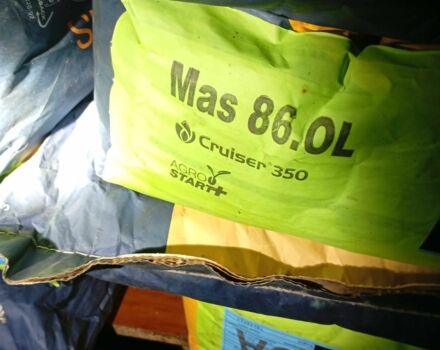 Mas 86.OL
Cruiser® 350
AGRO
START+